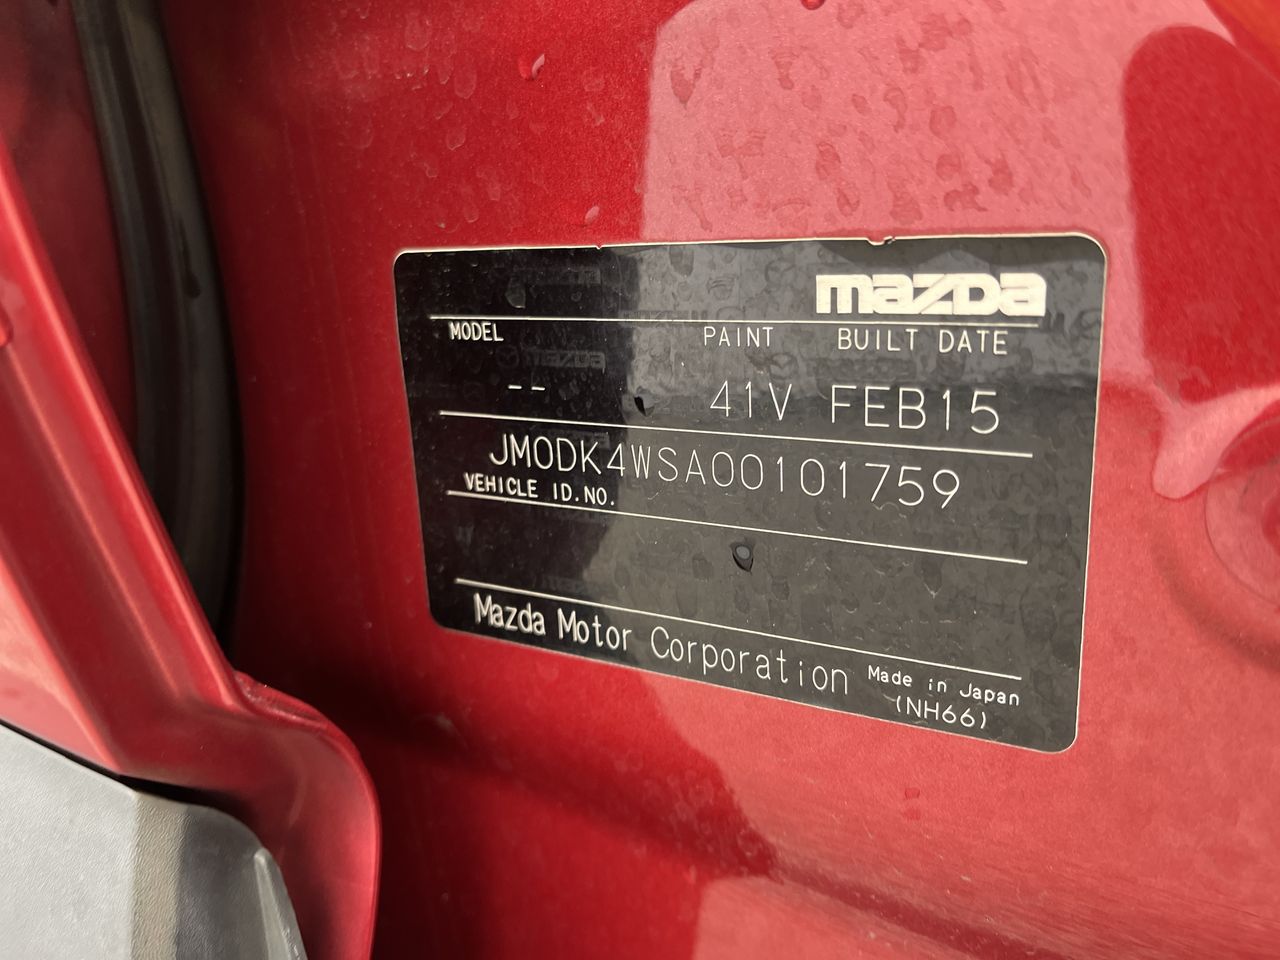 mazda
MODEL PAINT BUILT DATE
-- 41V FEB15
JM0DK4WSA00101759
VEHICLE ID.NO.
Mazda Motor Corporation Made in Japan
(NH66)